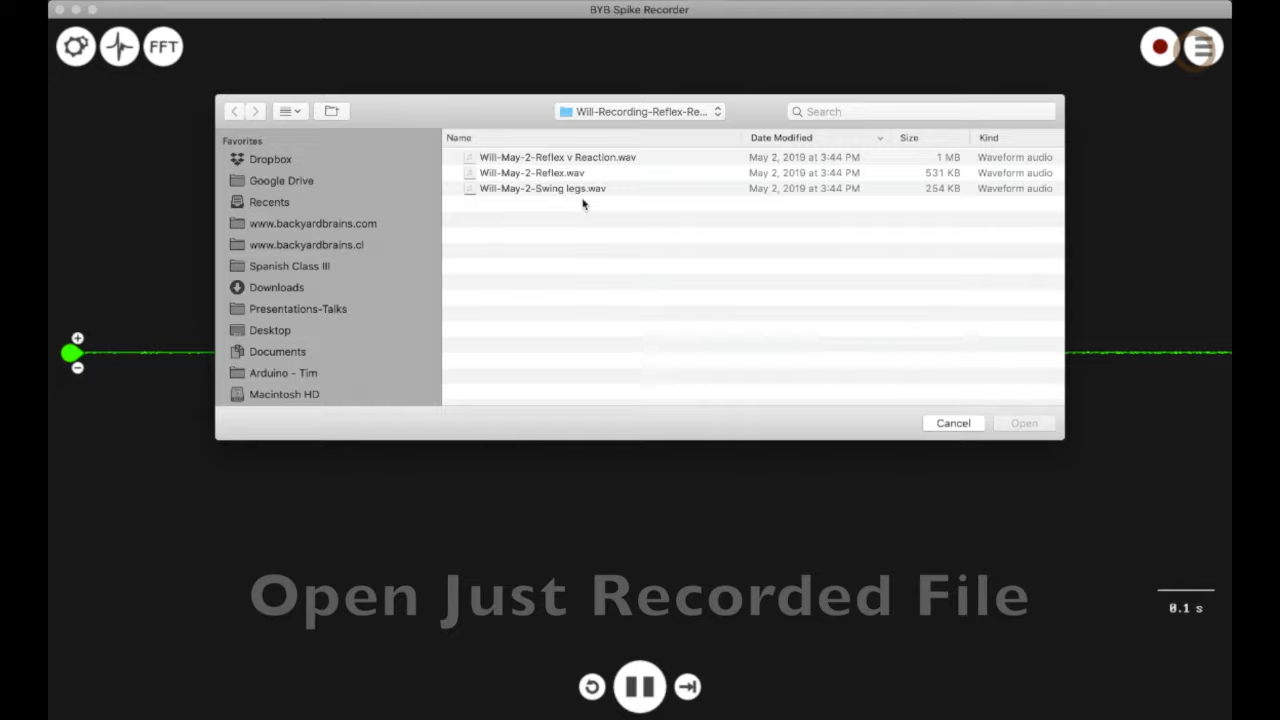 BYB Spike Recorder
FFT
Will-Recording-Reflex-Re...
Search
Favorites
Dropbox
Google Drive
Recents
www.backyardbrains.com
www.backyardbrains.cl
Spanish Class III
Downloads
Presentations-Talks
Desktop
Documents
Arduino - Tim
Macintosh HD
Name Date Modified Size Kind
Will-May-2-Reflex v Reaction.wav May 2, 2019 at 3:44 PM 1 MB Waveform audio
Will-May-2-Reflex.wav May 2, 2019 at 3:44 PM 531 KB Waveform audio
Will-May-2-Swing legs.wav May 2, 2019 at 3:44 PM 254 KB Waveform audio
Cancel Open
Open Just Recorded File
0.1 s